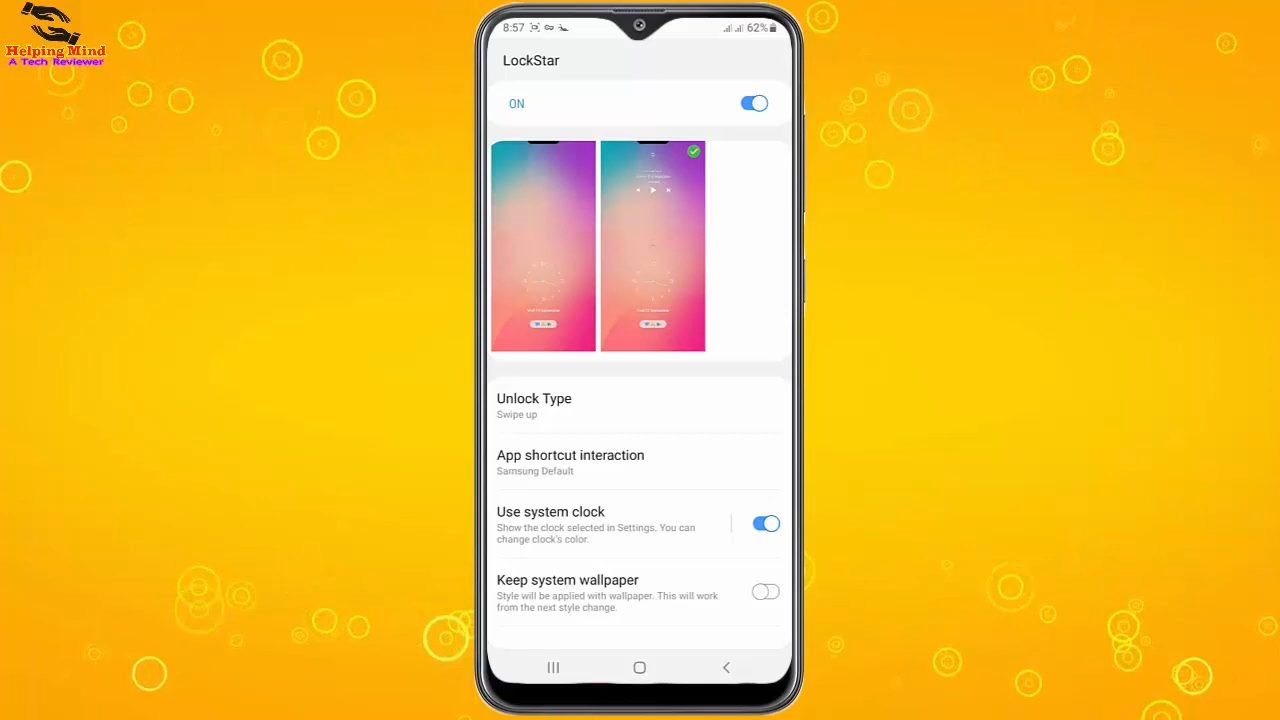 Helping Mind
A Tech Reviewer
8:57
62%
LockStar
ON
Unlock Type
Swipe up
App shortcut interaction
Samsung Default
Use system clock
Show the clock selected in Settings. You can
change clock's color.
Keep system wallpaper
Style will be applied with wallpaper. This will work
from the next style change.